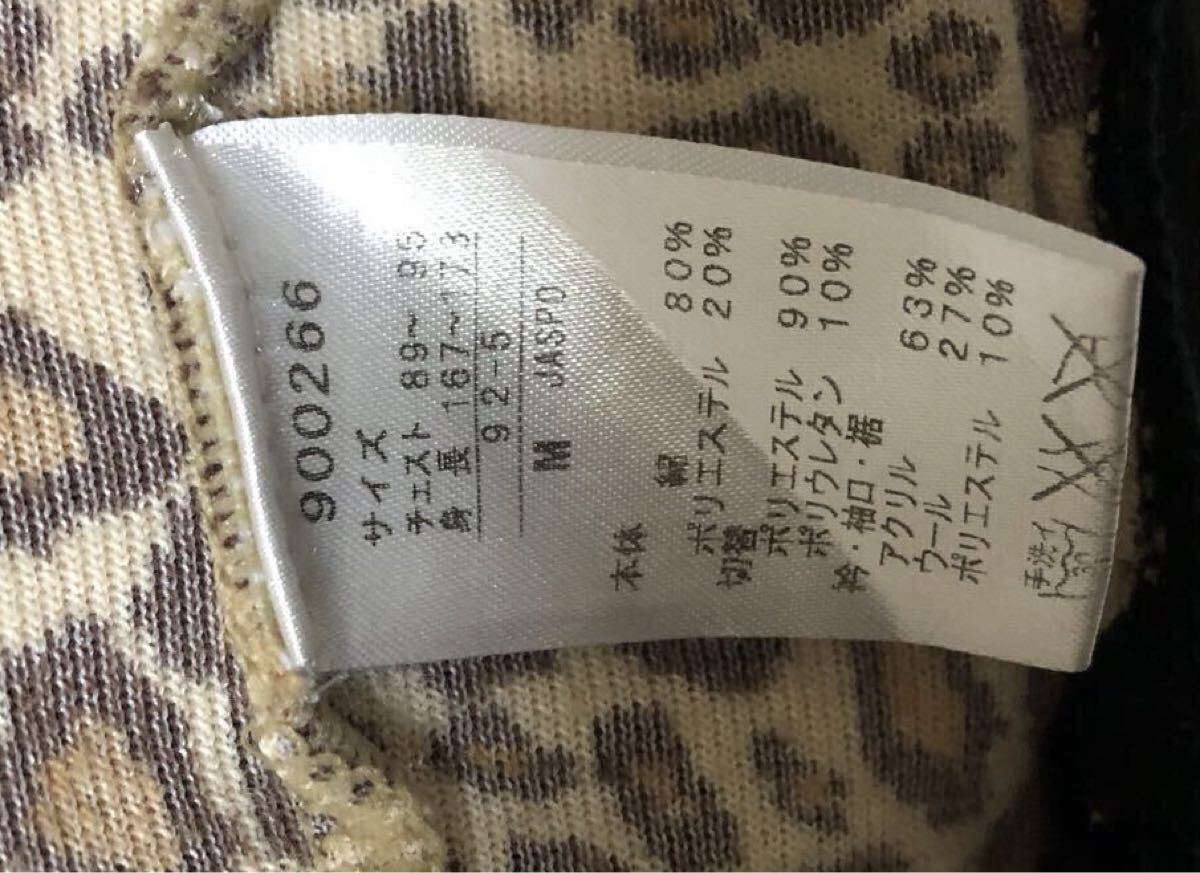 900266
サイズ
チェスト 89～ 95
身 長 167～173
92-5
M JASPO
本体
綿 80%
ポリエステル 20%
切替
ポリエステル 90%
ポリウレタン 10%
衿・袖口・裾
アクリル 63%
ウール 27%
ポリエステル 10%
手洗イ
30